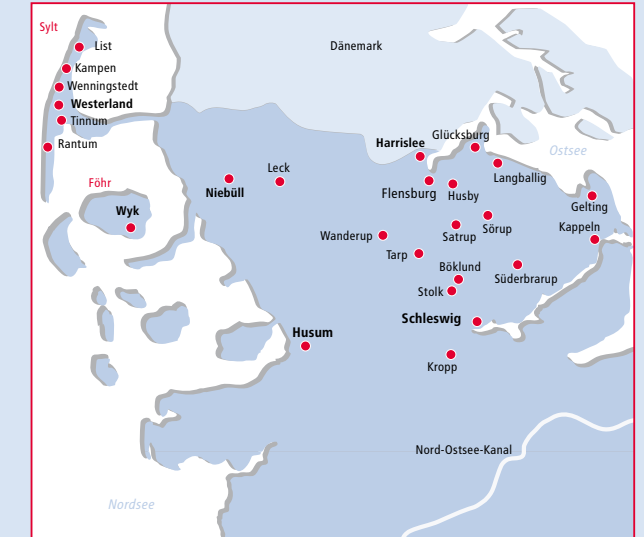 Sylt
List
Dänemark
Kampen
Wenningstedt
Westerland
Tinnum
Rantum
Harrislee
Glücksburg
Ostsee
Langballig
Leck
Niebüll
Föhr
Flensburg
Husby
Gelting
Wyk
Wanderup
Satrup
Sörup
Kappeln
Tarp
Böklund
Süderbrarup
Stolk
Schleswig
Husum
Kropp
Nord-Ostsee-Kanal
Nordsee